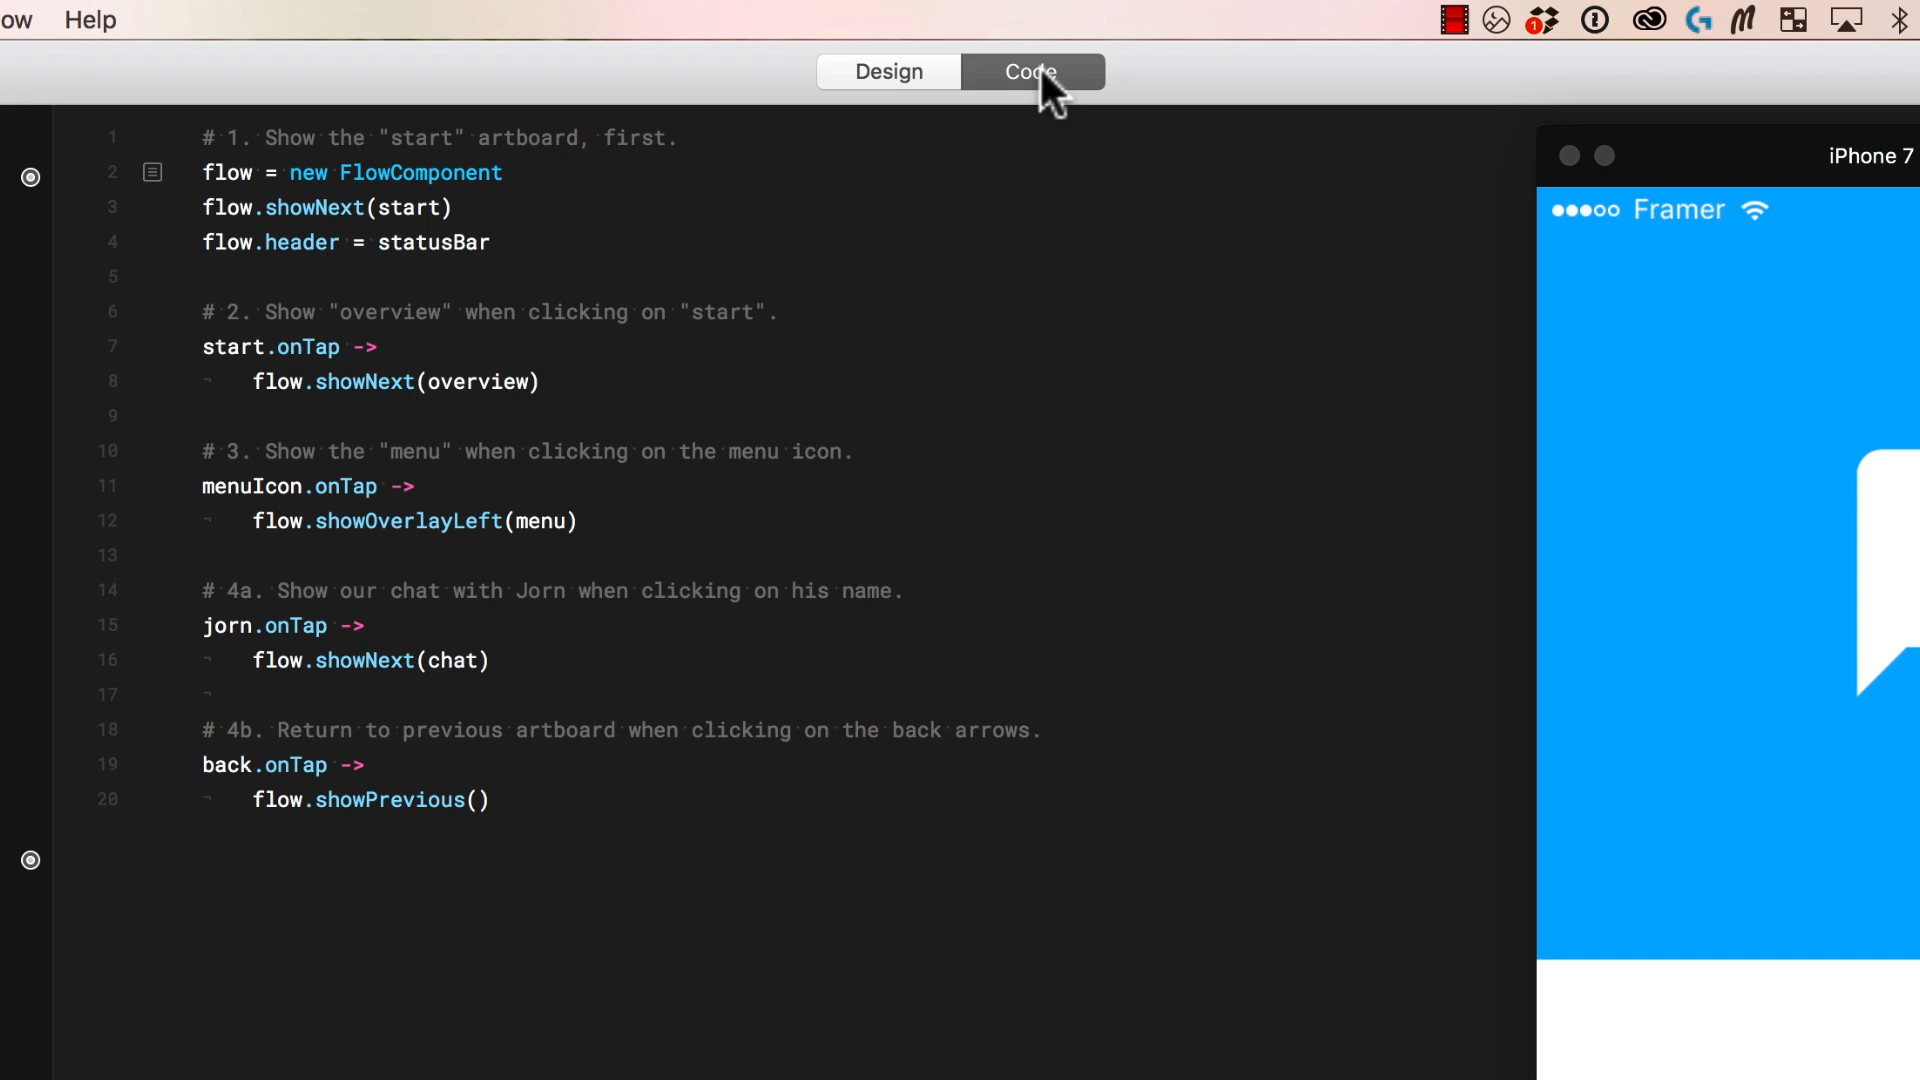 ow Help
1
Design Code
1 # 1. Show the "start" artboard, first.
2 flow = new FlowComponent
3 flow.showNext(start)
4 flow.header = statusBar
5
6 # 2. Show "overview" when clicking on "start".
7 start.onTap ->
8 flow.showNext(overview)
9
10 # 3. Show the "menu" when clicking on the menu icon.
11 menuIcon.onTap ->
12 flow.showOverlayLeft(menu)
13
14 # 4a. Show our chat with Jorn when clicking on his name.
15 jorn.onTap ->
16 flow.showNext(chat)
17
18 # 4b. Return to previous artboard when clicking on the back arrows.
19 back.onTap ->
20 flow.showPrevious()
iPhone 7
Framer